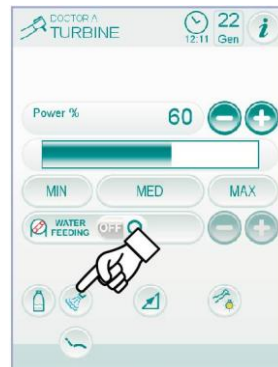 DOCTOR A
TURBINE
12:11
22
Gen
i
Power %
60
MIN
MED
MAX
WATER
FEEDING
OFF